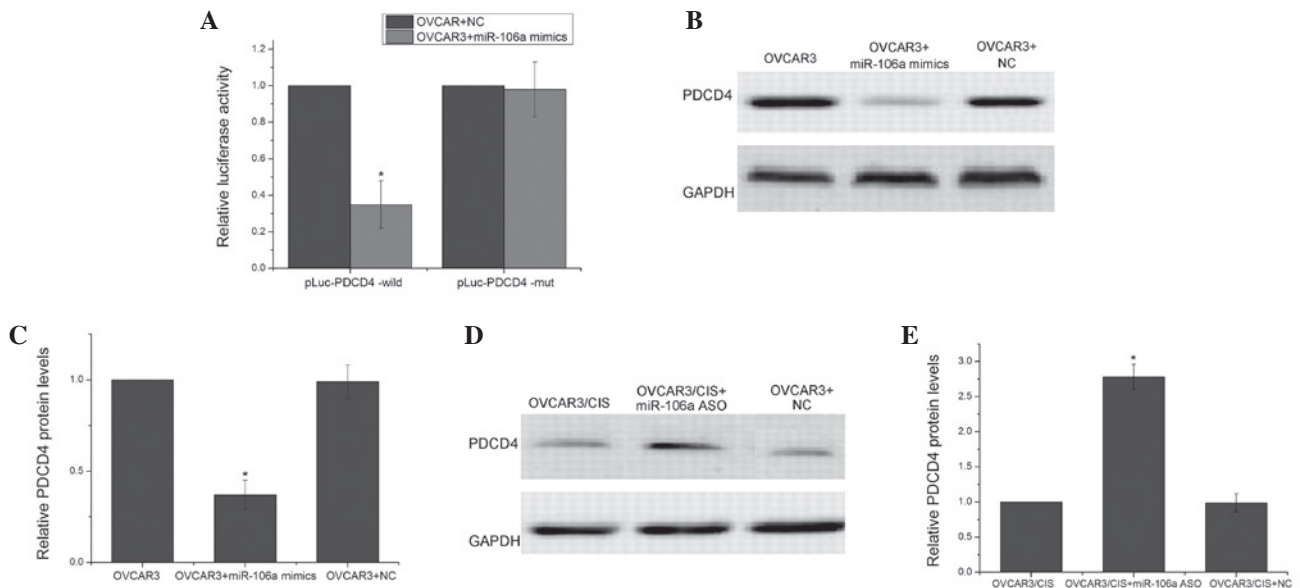 A
OVCAR+NC
OVCAR3+miR-106a mimics
Relative luciferase activity
1.0
0.8
0.6
0.4
0.2
0.0
*
pLuc-PDCD4 -wild
pLuc-PDCD4 -mut
B
OVCAR3
OVCAR3+
miR-106a mimics
OVCAR3+
NC
PDCD4
GAPDH
C
Relative PDCD4 protein levels
1.0
0.5
0.0
*
OVCAR3
OVCAR3+miR-106a mimics
OVCAR3+NC
D
OVCAR3/CIS
OVCAR3/CIS+
miR-106a ASO
OVCAR3+
NC
PDCD4
GAPDH
E
Relative PDCD4 protein levels
3.0
2.5
2.0
1.5
1.0
0.5
0.0
*
OVCAR3/CIS
OVCAR3/CIS+miR-106a ASO
OVCAR3/CIS+NC